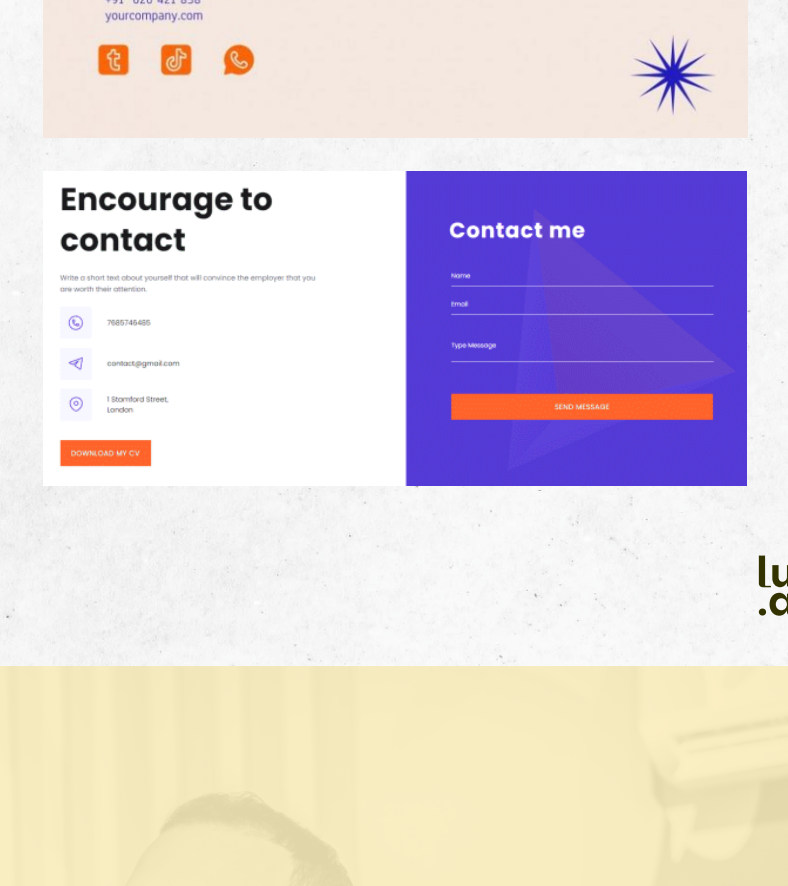 yourcompany.com
Encourage to
contact
Write a short text about yourself that will convince the employer that you
are worth their attention.
7685746485
contact@gmail.com
1 Stamford Street,
London
DOWNLOAD MY CV
Contact me
Name
Email
Type Message
SEND MESSAGE